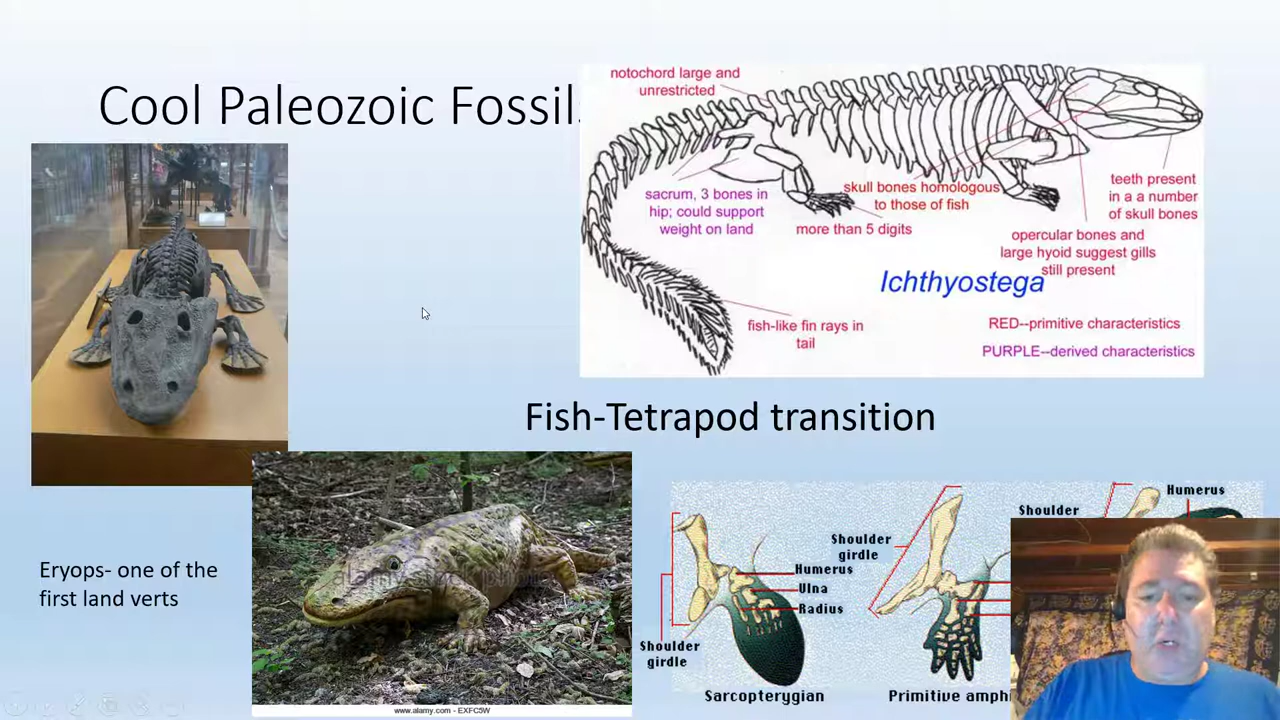 Cool Paleozoic Fossils
notochord large and
unrestricted
sacrum, 3 bones in
hip; could support
weight on land
skull bones homologous
to those of fish
more than 5 digits
teeth present
in a a number
of skull bones
opercular bones and
large hyoid suggest gills
still present
Ichthyostega
fish-like fin rays in
tail
RED--primitive characteristics
PURPLE--derived characteristics
Fish-Tetrapod transition
Eryops- one of the
first land verts
alamy stock photo
www.alamy.com - EXFC5W
Shoulder
girdle
Humerus
Ulna
Radius
Sarcopterygian
Shoulder
girdle
Primitive
Shoulder
Humerus